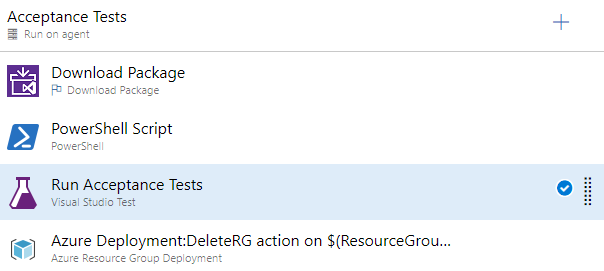 Acceptance Tests
Run on agent
Download Package
Download Package
PowerShell Script
PowerShell
Run Acceptance Tests
Visual Studio Test
Azure Deployment:DeleteRG action on $(ResourceGrou...
Azure Resource Group Deployment